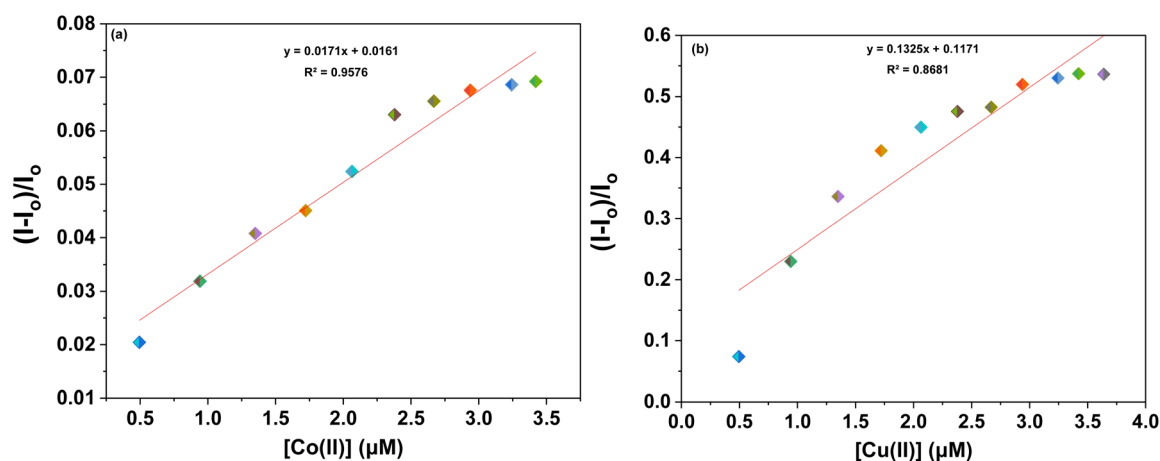 (a)
y = 0.0171x + 0.0161
R² = 0.9576
0.08
0.07
0.06
0.05
0.04
0.03
0.02
0.01
(I-Iₒ)/Iₒ
0.5 1.0 1.5 2.0 2.5 3.0 3.5
[Co(II)] (µM)
(b)
y = 0.1325x + 0.1171
R² = 0.8681
0.6
0.5
0.4
0.3
0.2
0.1
0.0
(I-Iₒ)/Iₒ
0.0 0.5 1.0 1.5 2.0 2.5 3.0 3.5 4.0
[Cu(II)] (µM)